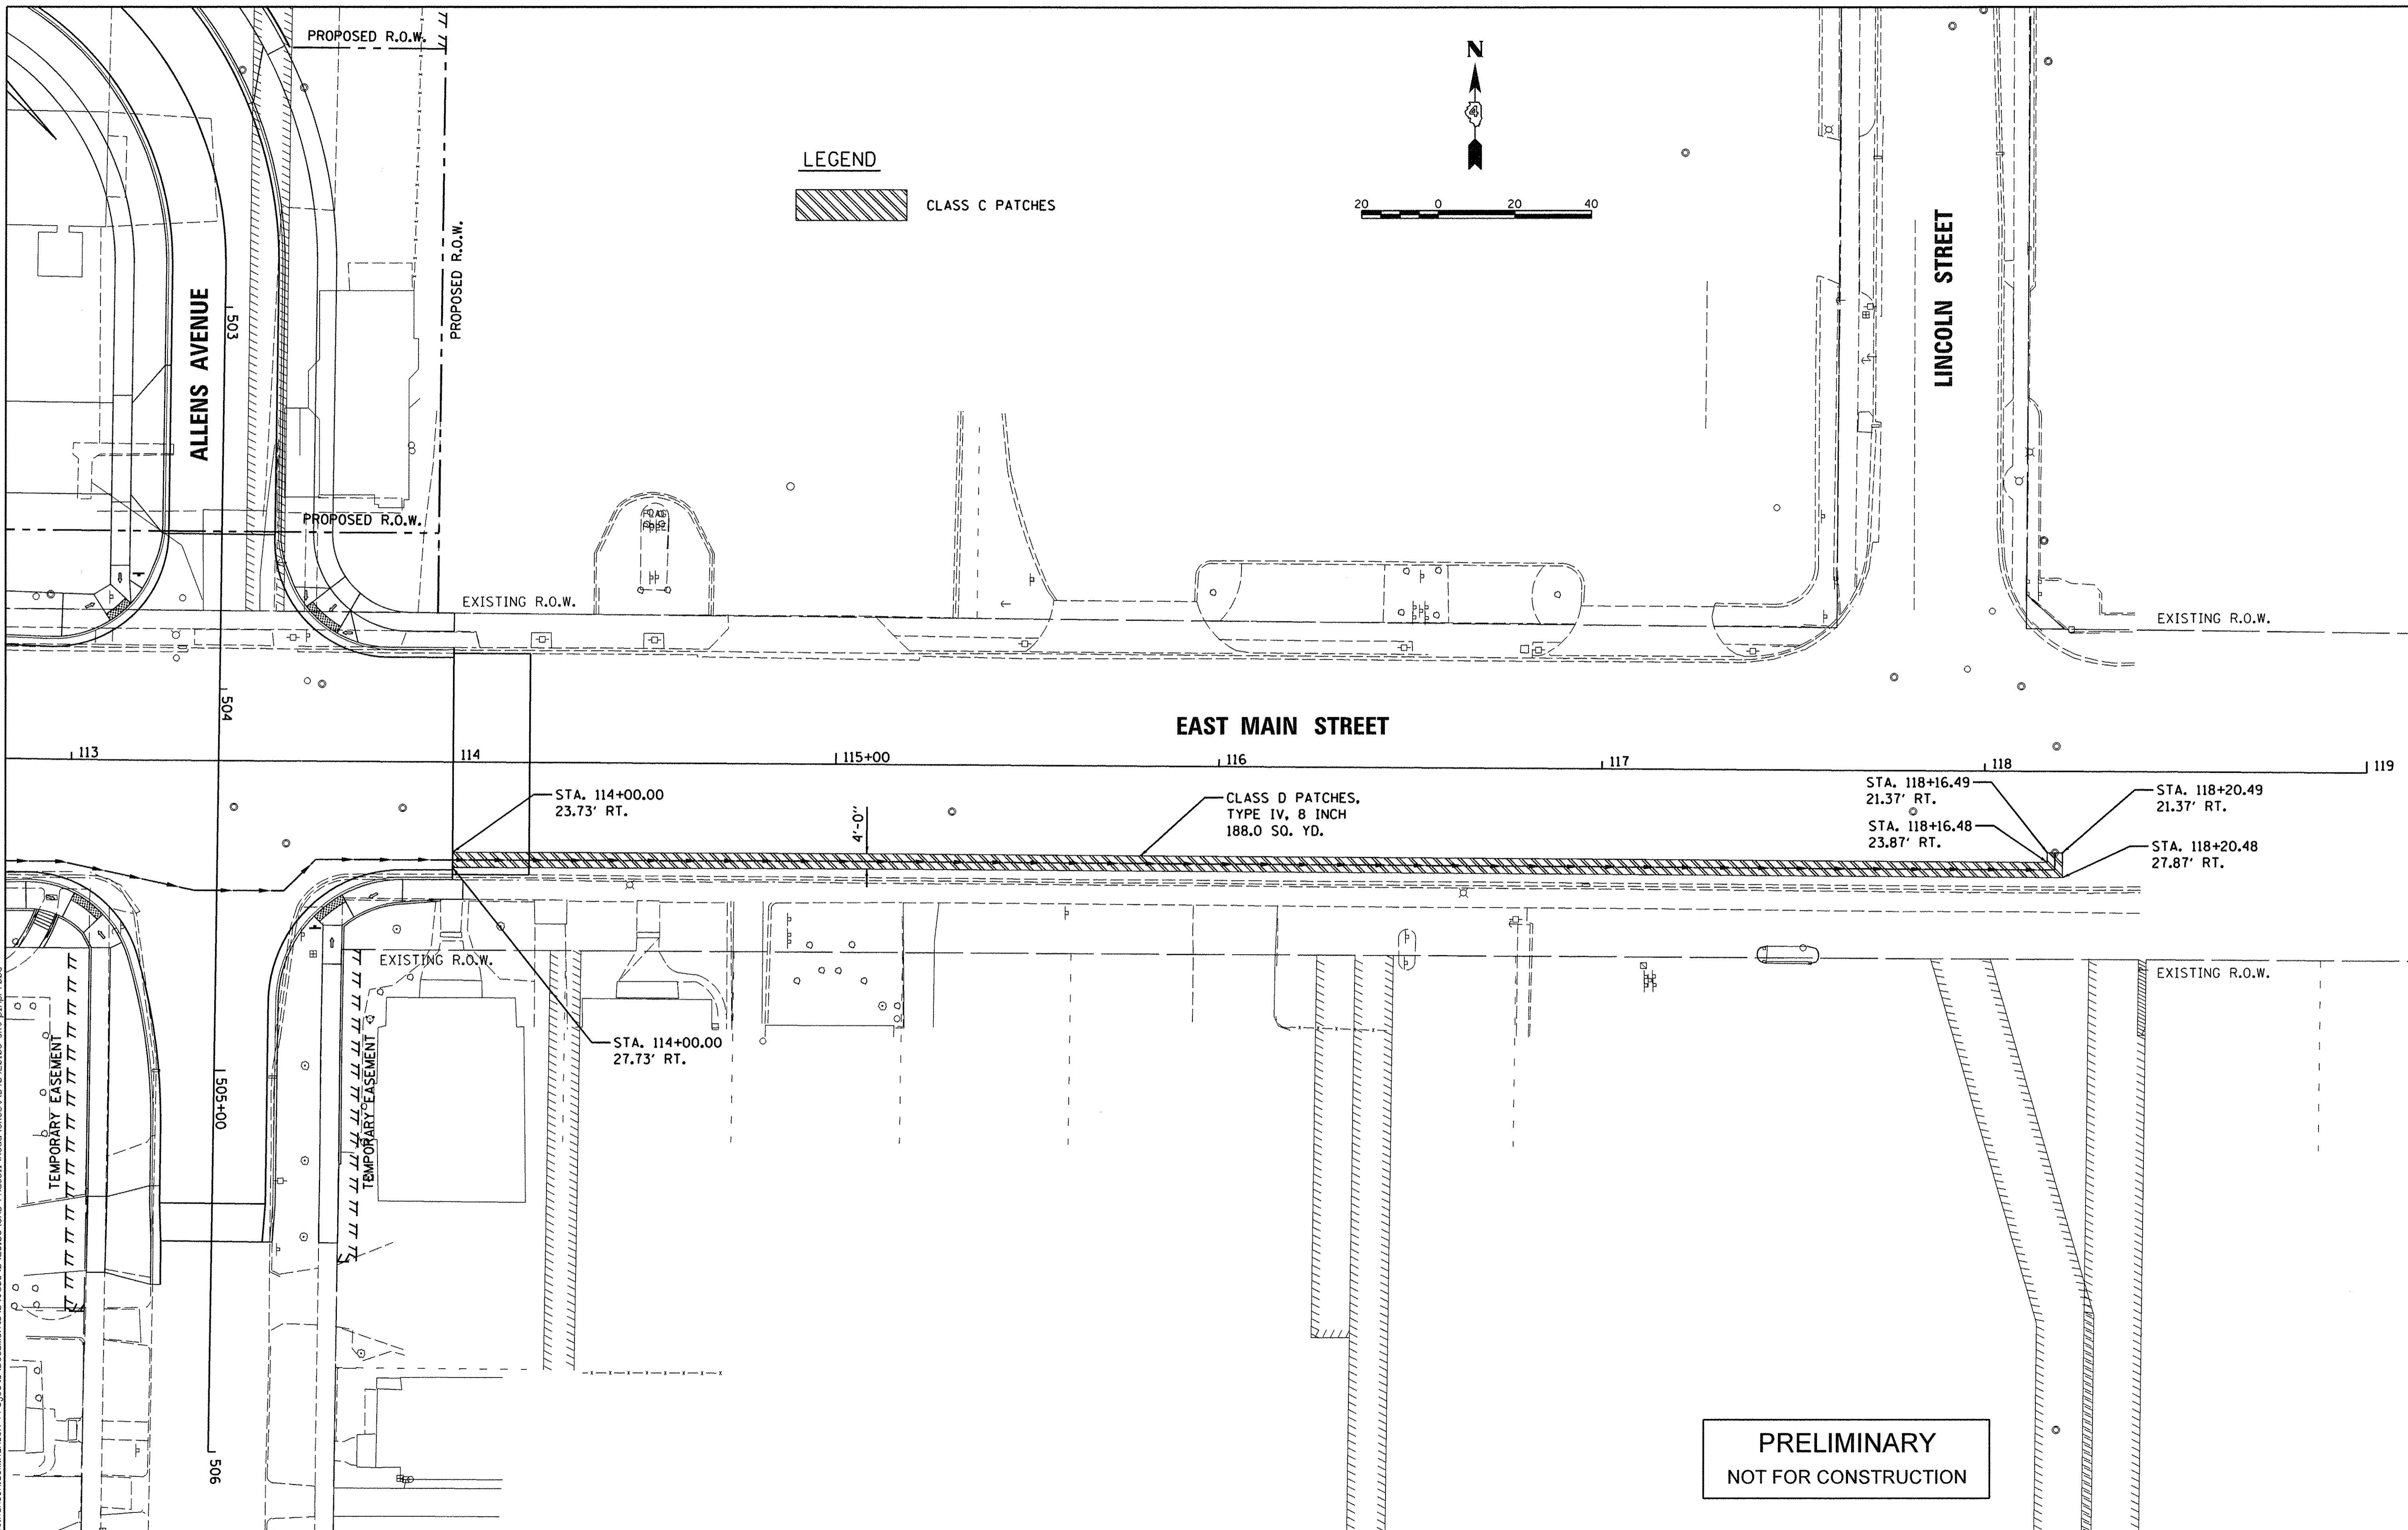 PROPOSED R.O.W.
N
4
LEGEND
CLASS C PATCHES
20 0 20 40
PROPOSED R.O.W.
LINCOLN STREET
ALLENS AVENUE
503
PROPOSED R.O.W.
EXISTING R.O.W.
EXISTING R.O.W.
504
EAST MAIN STREET
113
114
115+00
116
117
118
119
STA. 114+00.00
23.73' RT.
4'-0"
CLASS D PATCHES,
TYPE IV, 8 INCH
188.0 SQ. YD.
STA. 118+16.49
21.37' RT.
STA. 118+16.48
23.87' RT.
STA. 118+20.49
21.37' RT.
STA. 118+20.48
27.87' RT.
EXISTING R.O.W.
EXISTING R.O.W.
STA. 114+00.00
27.73' RT.
TEMPORARY EASEMENT
TEMPORARY EASEMENT
505+00
506
PRELIMINARY
NOT FOR CONSTRUCTION